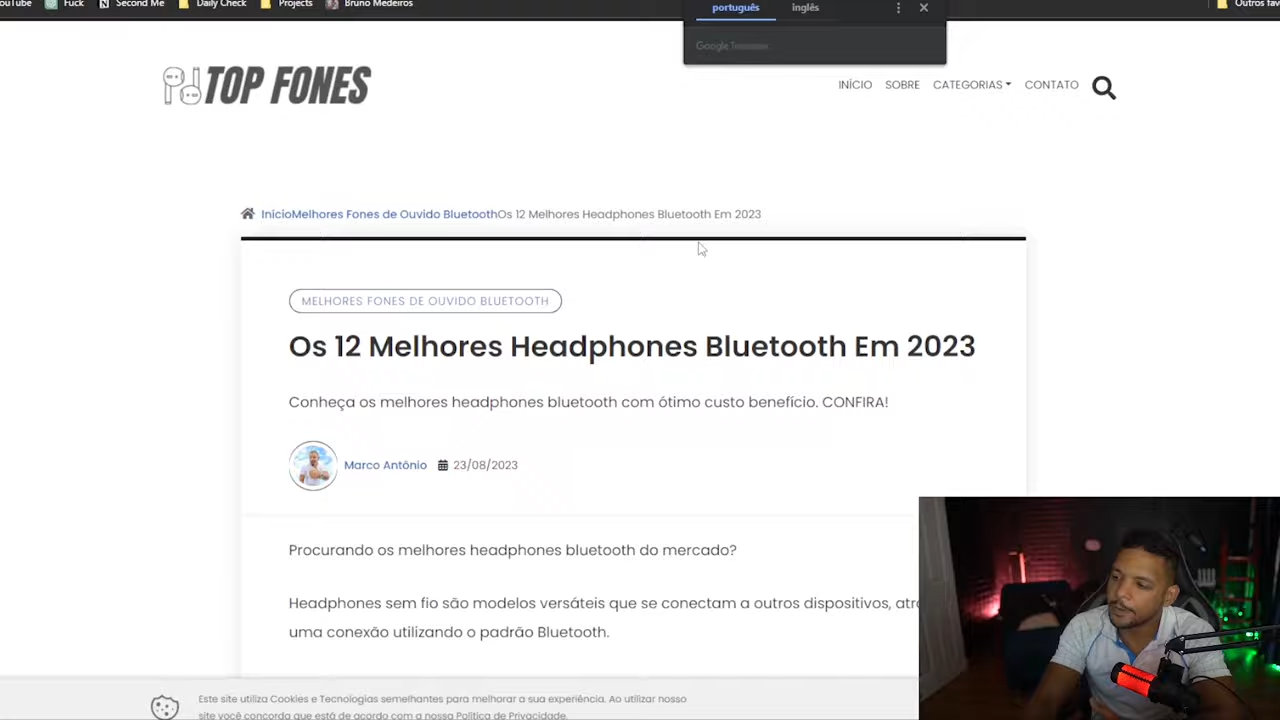 ouTube
Fuck
Second Me
Daily Check
Projects
Bruno Medeiros
Outros fav
português
inglês
Google
TOP FONES
INÍCIO
SOBRE
CATEGORIAS
CONTATO
InícioMelhores Fones de Ouvido BluetoothOs 12 Melhores Headphones Bluetooth Em 2023
MELHORES FONES DE OUVIDO BLUETOOTH
Os 12 Melhores Headphones Bluetooth Em 2023
Conheça os melhores headphones bluetooth com ótimo custo benefício. CONFIRA!
Marco Antônio
23/08/2023
Procurando os melhores headphones bluetooth do mercado?
Headphones sem fio são modelos versáteis que se conectam a outros dispositivos, atra
uma conexão utilizando o padrão Bluetooth.
Este site utiliza Cookies e Tecnologias semelhantes para melhorar a sua experiência. Ao utilizar nosso
site você concorda que está de acordo com a nossa Política de Privacidade.